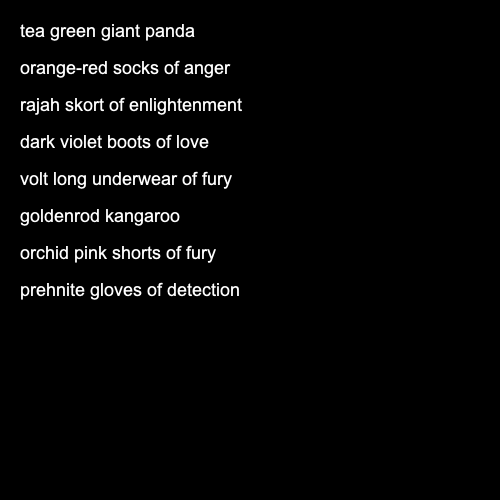 tea green giant panda
orange-red socks of anger
rajah skort of enlightenment
dark violet boots of love
volt long underwear of fury
goldenrod kangaroo
orchid pink shorts of fury
prehnite gloves of detection